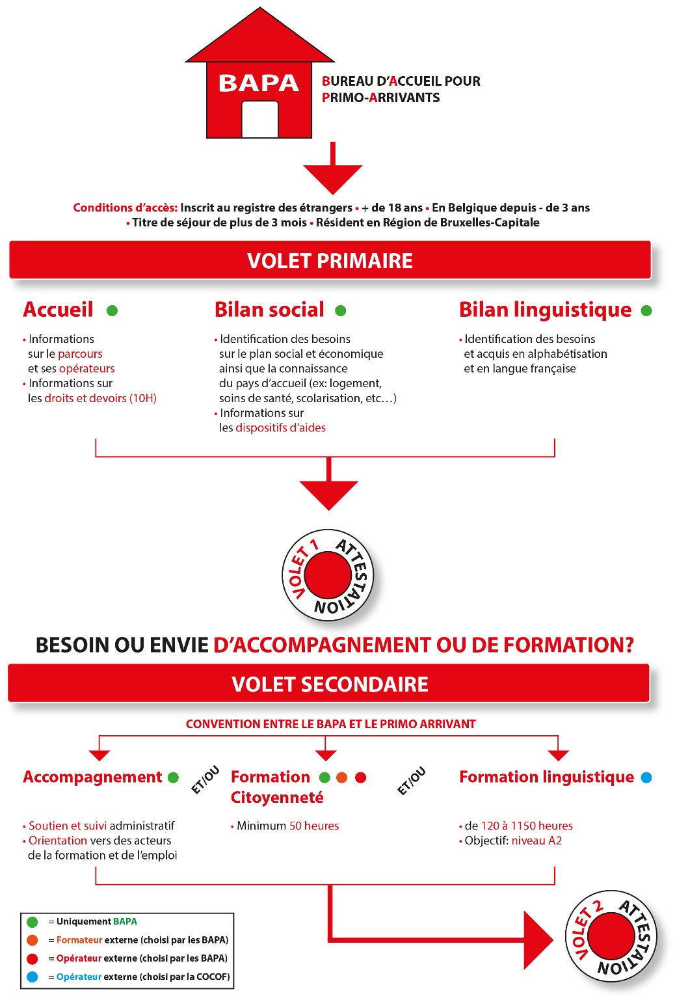 BAPA
BUREAU D'ACCUEIL POUR
PRIMO-ARRIVANTS
Conditions d'accès: Inscrit au registre des étrangers • + de 18 ans • En Belgique depuis - de 3 ans
• Titre de séjour de plus de 3 mois • Résident en Région de Bruxelles-Capitale
VOLET PRIMAIRE
Accueil
• Informations
sur le parcours
et ses opérateurs
• Informations sur
les droits et devoirs (10H)
Bilan social
• Identification des besoins
sur le plan social et économique
ainsi que la connaissance
du pays d'accueil (ex: logement,
soins de santé, scolarisation, etc...)
• Informations sur
les dispositifs d'aides
Bilan linguistique
• Identification des besoins
et acquis en alphabétisation
et en langue française
VOLET 1 ATTESTATION
BESOIN OU ENVIE D'ACCOMPAGNEMENT OU DE FORMATION?
VOLET SECONDAIRE
CONVENTION ENTRE LE BAPA ET LE PRIMO ARRIVANT
Accompagnement
• Soutien et suivi administratif
• Orientation vers des acteurs
de la formation et de l'emploi
ET/OU
Formation
Citoyenneté
• Minimum 50 heures
ET/OU
Formation linguistique
• de 120 à 1150 heures
• Objectif: niveau A2
VOLET 2 ATTESTATION
= Uniquement BAPA
= Formateur externe (choisi par les BAPA)
= Opérateur externe (choisi par les BAPA)
= Opérateur externe (choisi par la COCOF)